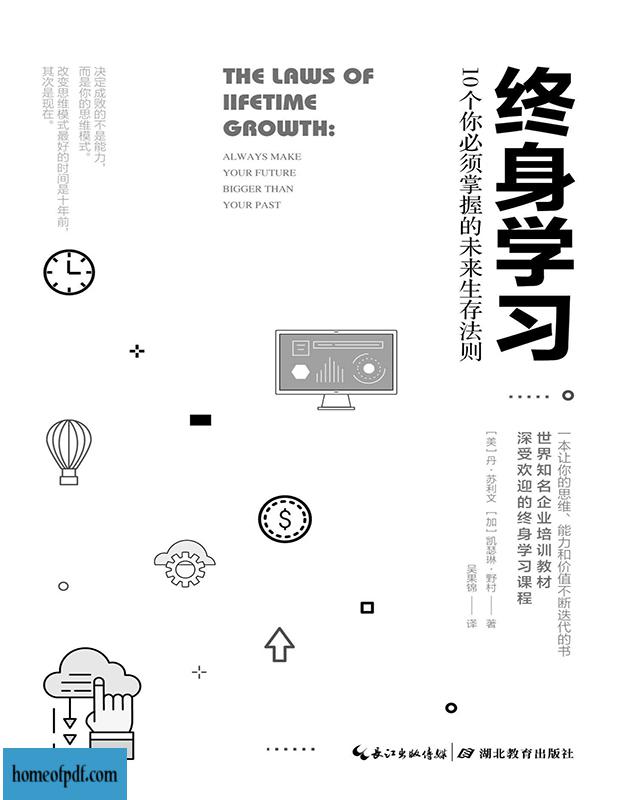 终身学习
10个你必须掌握的未来生存法则
THE LAWS OF
IIFETIME
GROWTH:
ALWAYS MAKE
YOUR FUTURE
BIGGER THAN
YOUR PAST
决定成败的不是能力，
而是你的思维模式。
改变思维模式最好的时间是十年前，
其次是现在。
一本让你的思维、能力和价值不断迭代的书
世界知名企业培训教材
深受欢迎的终身学习课程
［美］丹·苏利文［加］凯瑟琳·野村——著
吴果锦——译
$
长江出版传媒
湖北教育出版社
homeofpdf.com